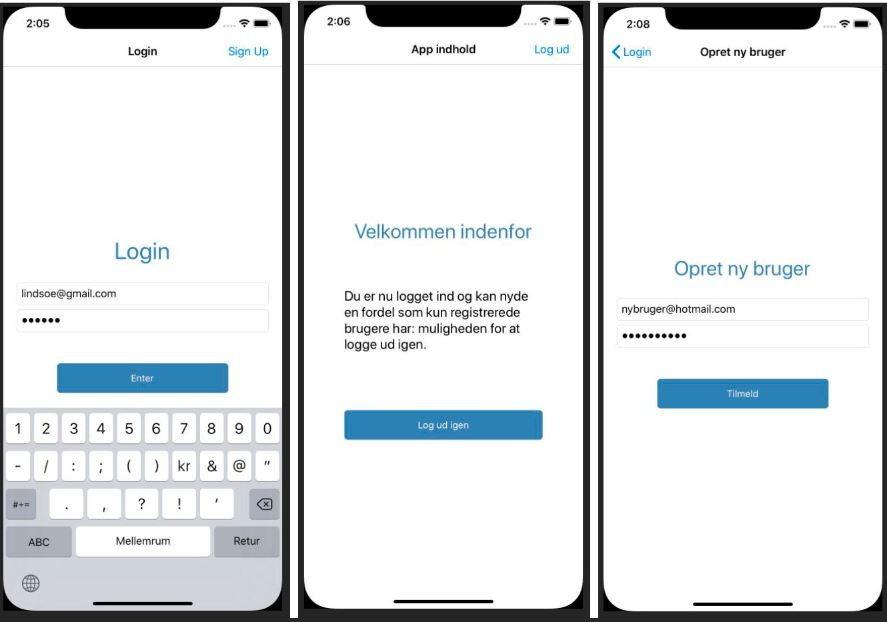 2:05
Login
Sign Up
Login
lindsoe@gmail.com
••••••
Enter
1 2 3 4 5 6 7 8 9 0
- / : ; ( ) kr & @ "
#+= . , ? ! '
ABC Mellemrum Retur
2:06
App indhold
Log ud
Velkommen indenfor
Du er nu logget ind og kan nyde
en fordel som kun registrerede
brugere har: muligheden for at
logge ud igen.
Log ud igen
2:08
Login
Opret ny bruger
Opret ny bruger
nybruger@hotmail.com
••••••••••
Tilmeld